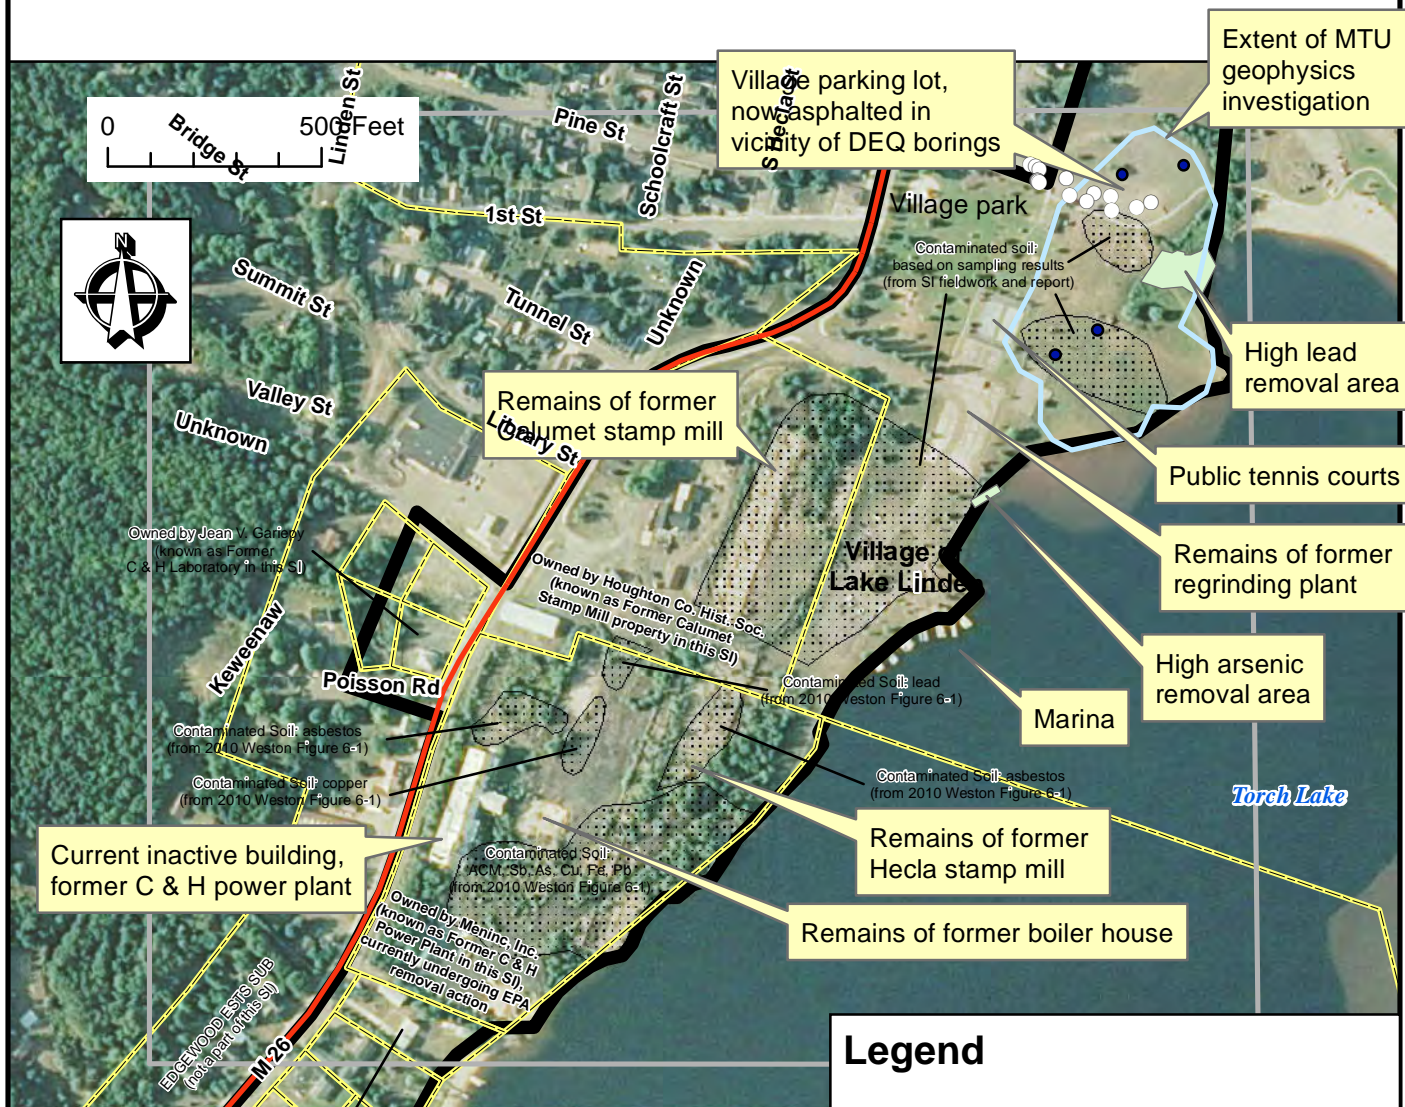 Extent of MTU
geophysics
investigation
Village parking lot,
now asphalted in
vicinity of DEQ borings
0 500 Feet
Bridge St
Linden St
Pine St
Schoolcraft St
S Hecla St
1st St
Village park
N
Contaminated soil:
based on sampling results
(from SI fieldwork and report)
Summit St
Tunnel St
Unknown
High lead
removal area
Valley St
Unknown
Remains of former
Calumet stamp mill
Library St
Public tennis courts
Owned by Jean V. Gariepy
(known as Former
C & H Laboratory in this SI)
Village of
Lake Linden
Remains of former
regrinding plant
Owned by Houghton Co. Hist. Soc.
(known as Former Calumet
Stamp Mill property in this SI)
Keweenaw
Poisson Rd
High arsenic
removal area
Contaminated Soil: lead
(from 2010 Weston Figure 6-1)
Marina
Contaminated Soil: asbestos
(from 2010 Weston Figure 6-1)
Contaminated Soil: copper
(from 2010 Weston Figure 6-1)
Contaminated Soil: asbestos
(from 2010 Weston Figure 6-1)
Torch Lake
Current inactive building,
former C & H power plant
Remains of former
Hecla stamp mill
Contaminated Soil:
ACM, Sb, As, Cu, Fe, Pb
(from 2010 Weston Figure 6-1)
Remains of former boiler house
Owned by Meninc, Inc.
(known as Former C & H
Power Plant in this SI),
currently undergoing EPA
removal action
EDGEWOOD ESTS SUB
(not a part of this SI)
M 26
Legend